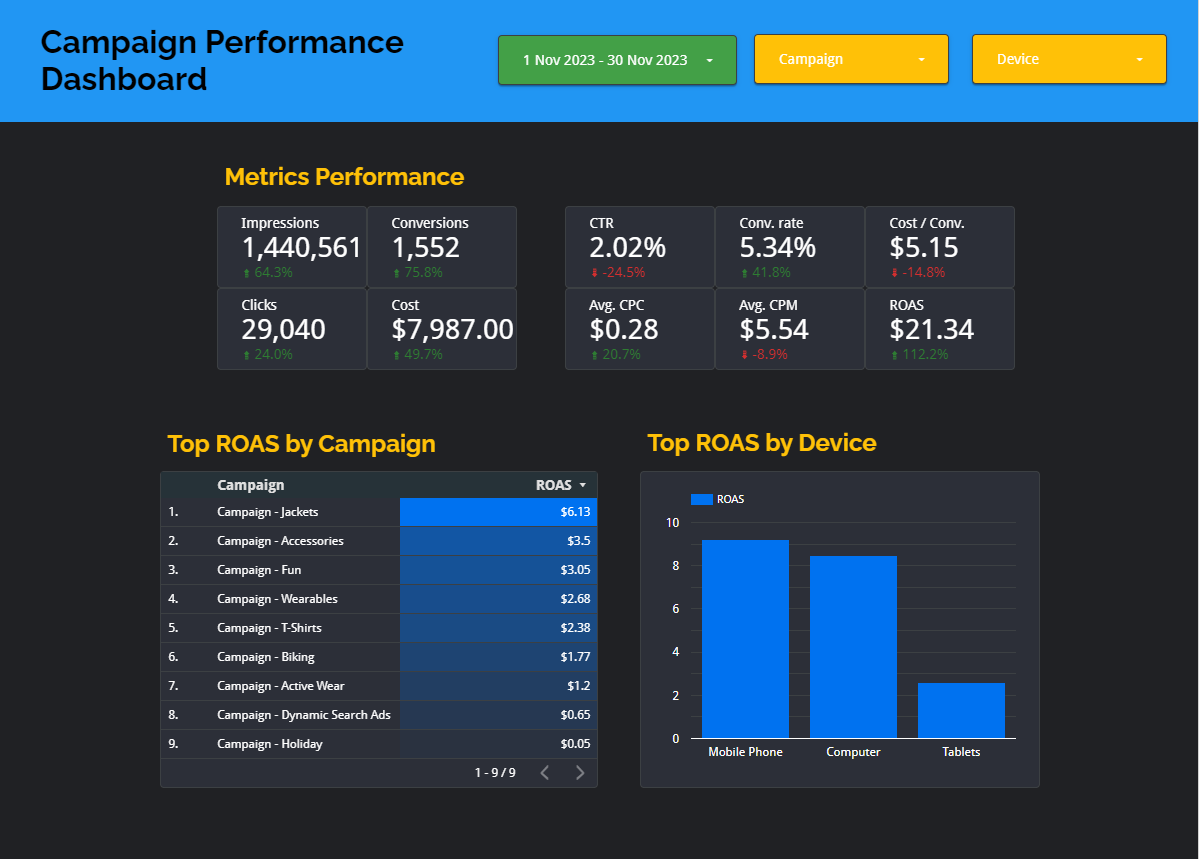 Campaign Performance
Dashboard
1 Nov 2023 - 30 Nov 2023
Campaign
Device
Metrics Performance
Impressions
1,440,561
64.3%
Conversions
1,552
75.8%
CTR
2.02%
-24.5%
Conv. rate
5.34%
41.8%
Cost / Conv.
$5.15
-14.8%
Clicks
29,040
24.0%
Cost
$7,987.00
49.7%
Avg. CPC
$0.28
20.7%
Avg. CPM
$5.54
-8.9%
ROAS
$21.34
112.2%
Top ROAS by Campaign
Campaign ROAS
1. Campaign - Jackets $6.13
2. Campaign - Accessories $3.5
3. Campaign - Fun $3.05
4. Campaign - Wearables $2.68
5. Campaign - T-Shirts $2.38
6. Campaign - Biking $1.77
7. Campaign - Active Wear $1.2
8. Campaign - Dynamic Search Ads $0.65
9. Campaign - Holiday $0.05
1 - 9 / 9
Top ROAS by Device
ROAS
10
8
6
4
2
0
Mobile Phone Computer Tablets